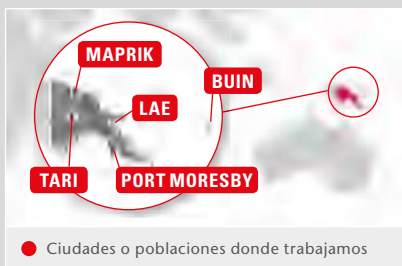 MAPRIK
BUIN
LAE
TARI
PORT MORESBY
Ciudades o poblaciones donde trabajamos